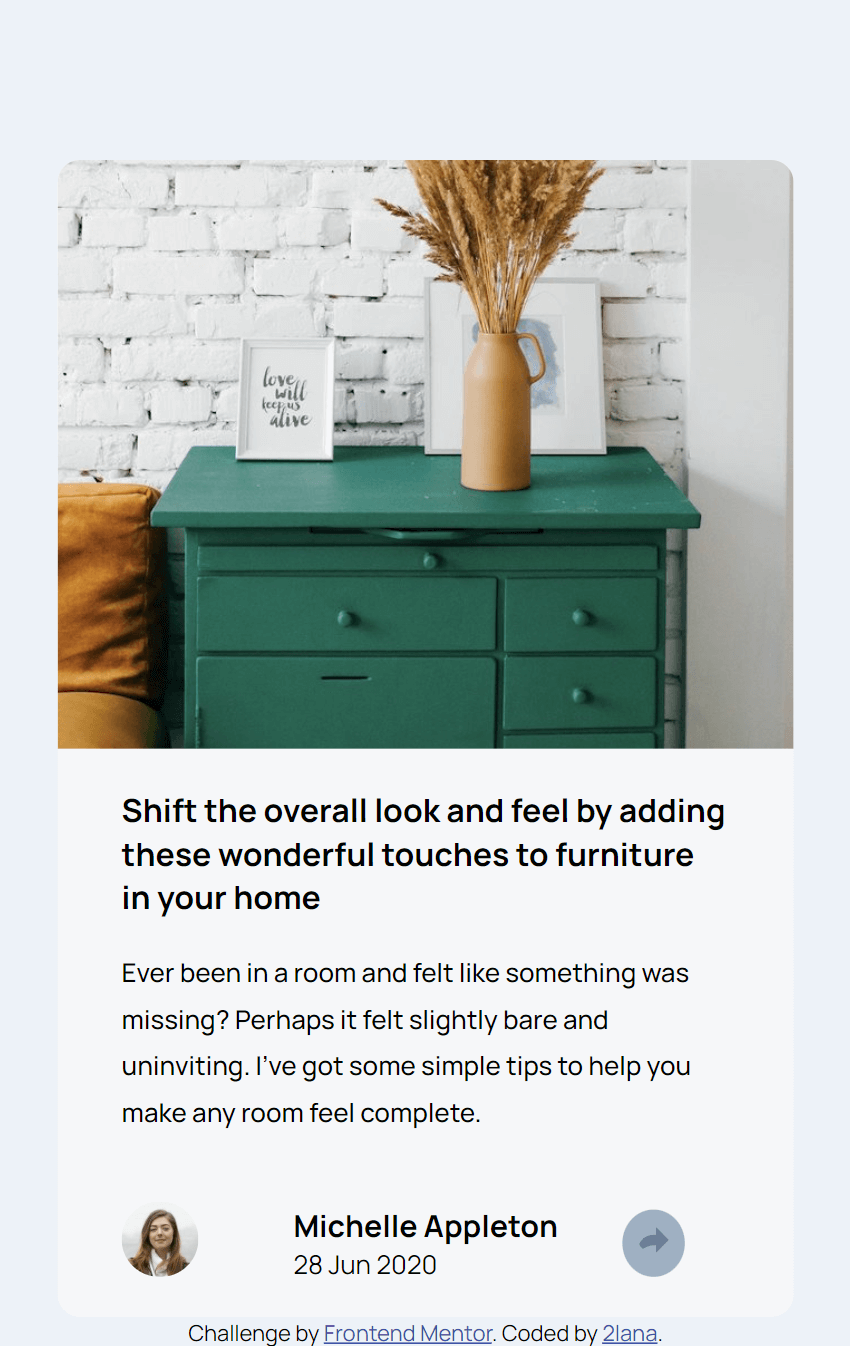 love
will
keep us
alive
Shift the overall look and feel by adding
these wonderful touches to furniture
in your home
Ever been in a room and felt like something was
missing? Perhaps it felt slightly bare and
uninviting. I’ve got some simple tips to help you
make any room feel complete.
Michelle Appleton
28 Jun 2020
Challenge by Frontend Mentor. Coded by 2lana.